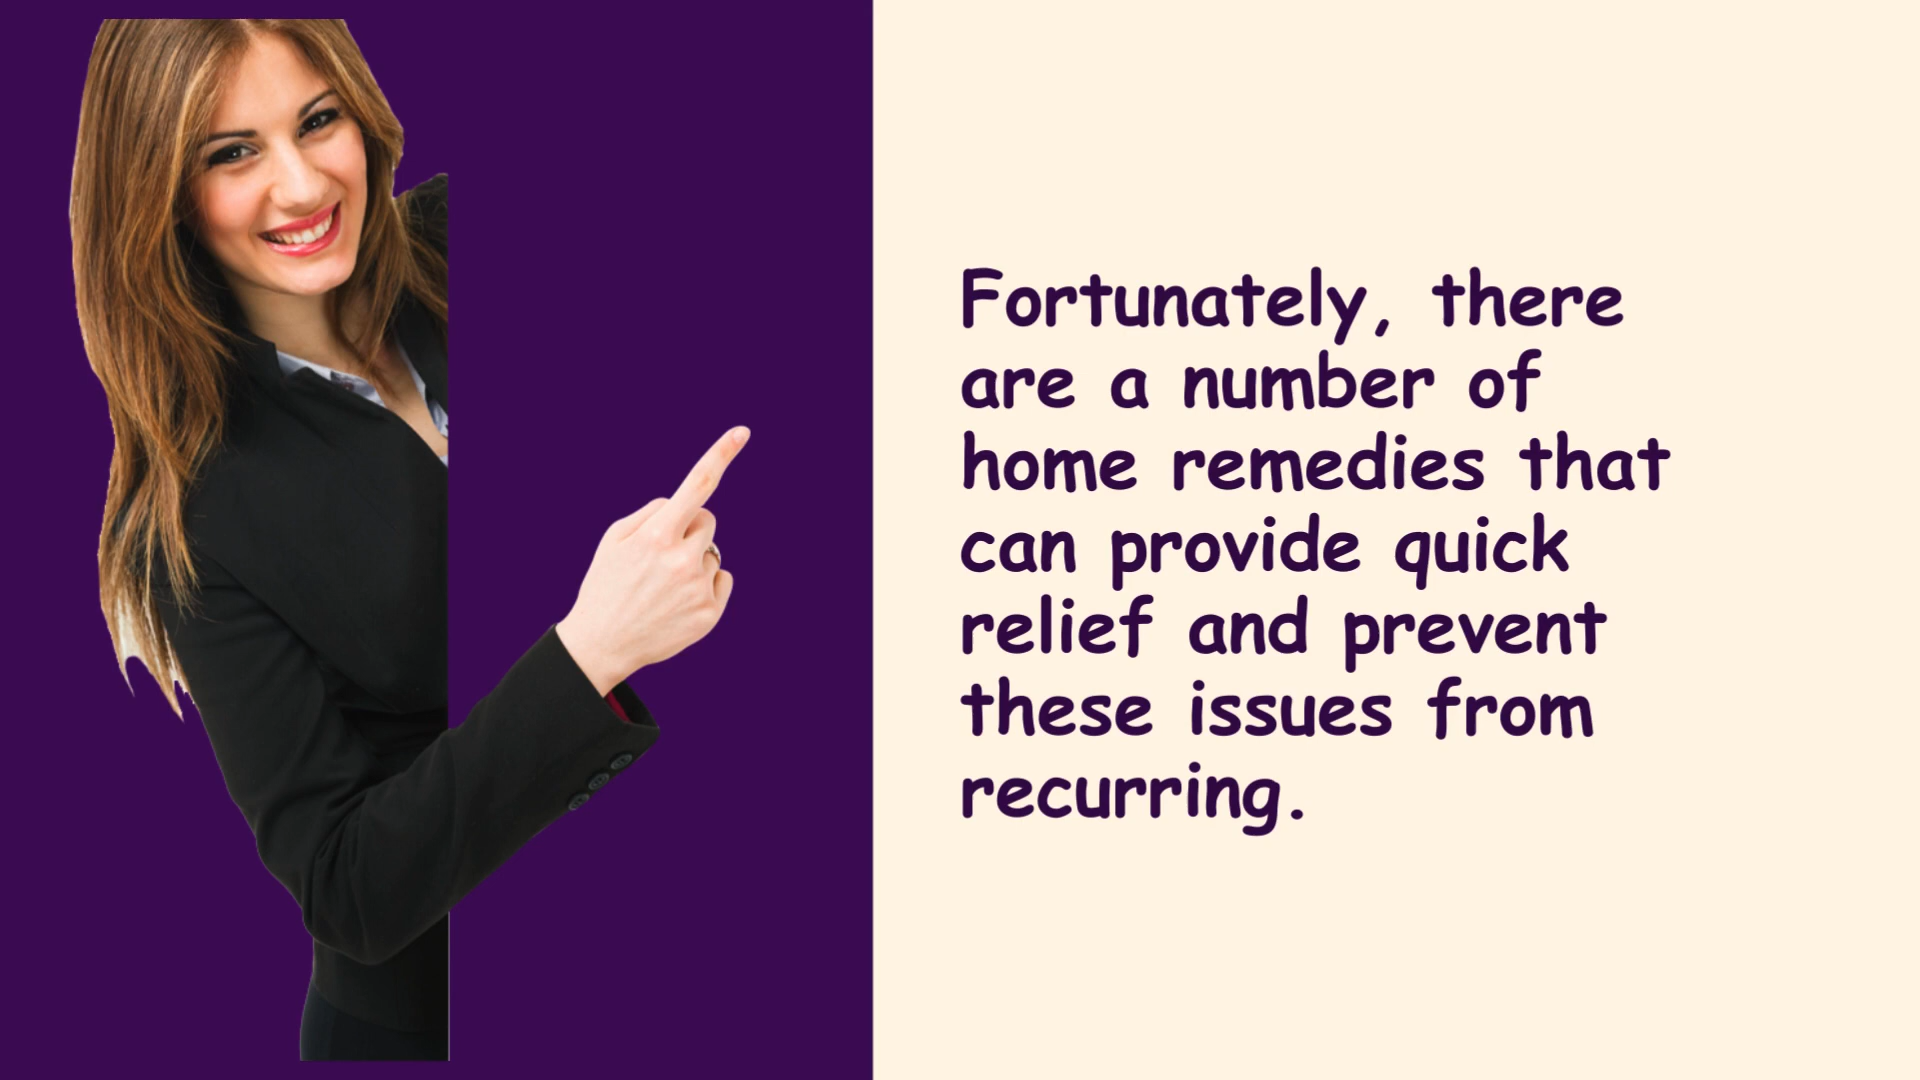 Fortunately, there
are a number of
home remedies that
can provide quick
relief and prevent
these issues from
recurring.